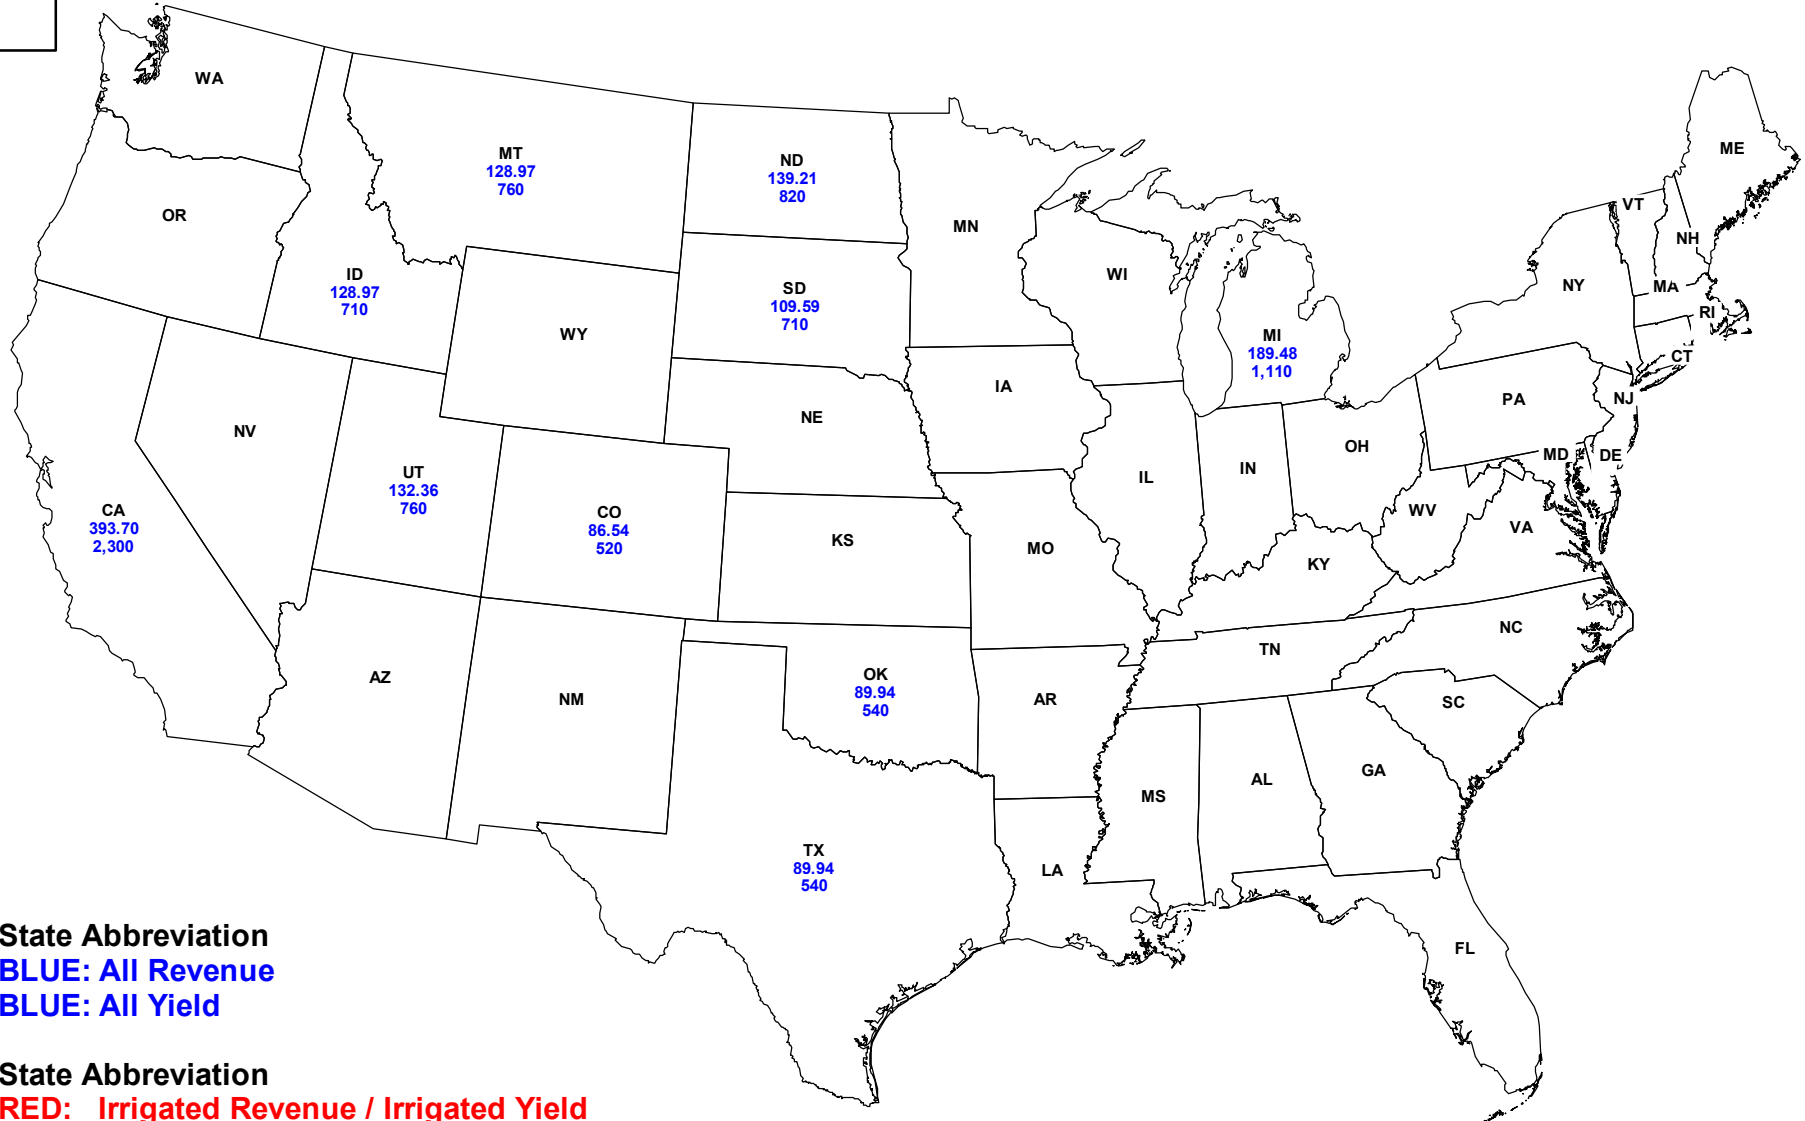 WA
MT
128.97
760
ND
139.21
820
MN
ME
OR
VT
NH
ID
128.97
710
SD
109.59
710
WI
NY
MA
RI
WY
MI
189.48
1,110
CT
IA
NE
PA
NJ
NV
OH
MD
DE
IN
IL
UT
132.36
760
CA
393.70
2,300
CO
86.54
520
KS
MO
WV
VA
KY
NC
TN
AZ
NM
OK
89.94
540
AR
SC
MS
AL
GA
TX
89.94
540
LA
FL
State Abbreviation
BLUE: All Revenue
BLUE: All Yield
State Abbreviation
RED: Irrigated Revenue / Irrigated Yield